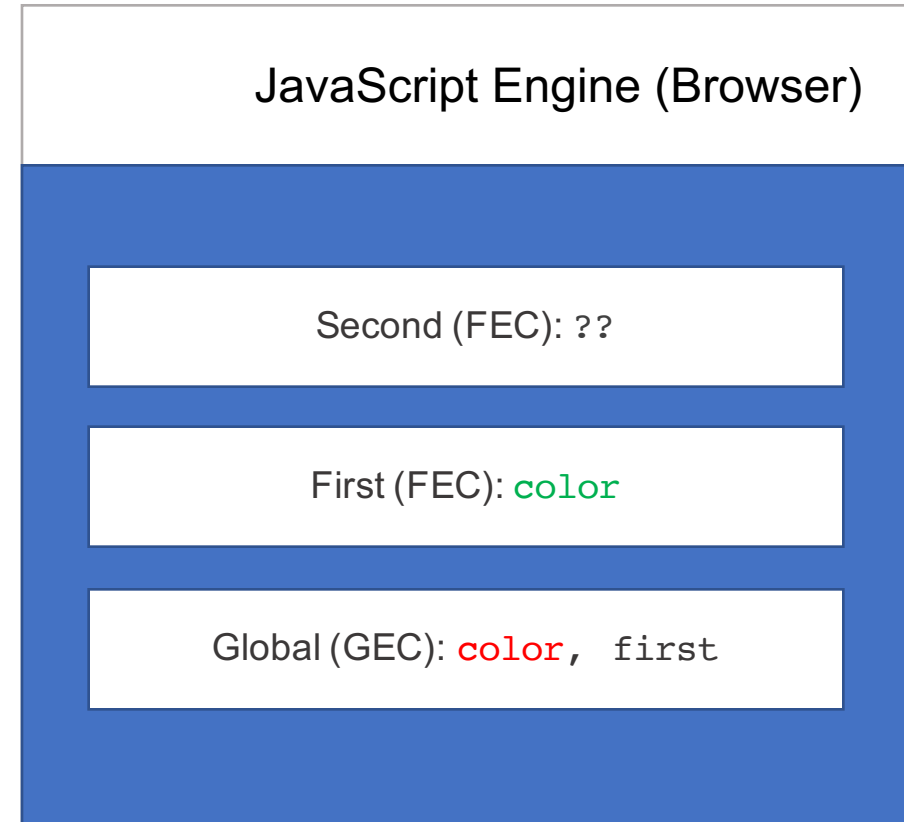 JavaScript Engine (Browser)
Second (FEC): ??
First (FEC): color
Global (GEC): color, first